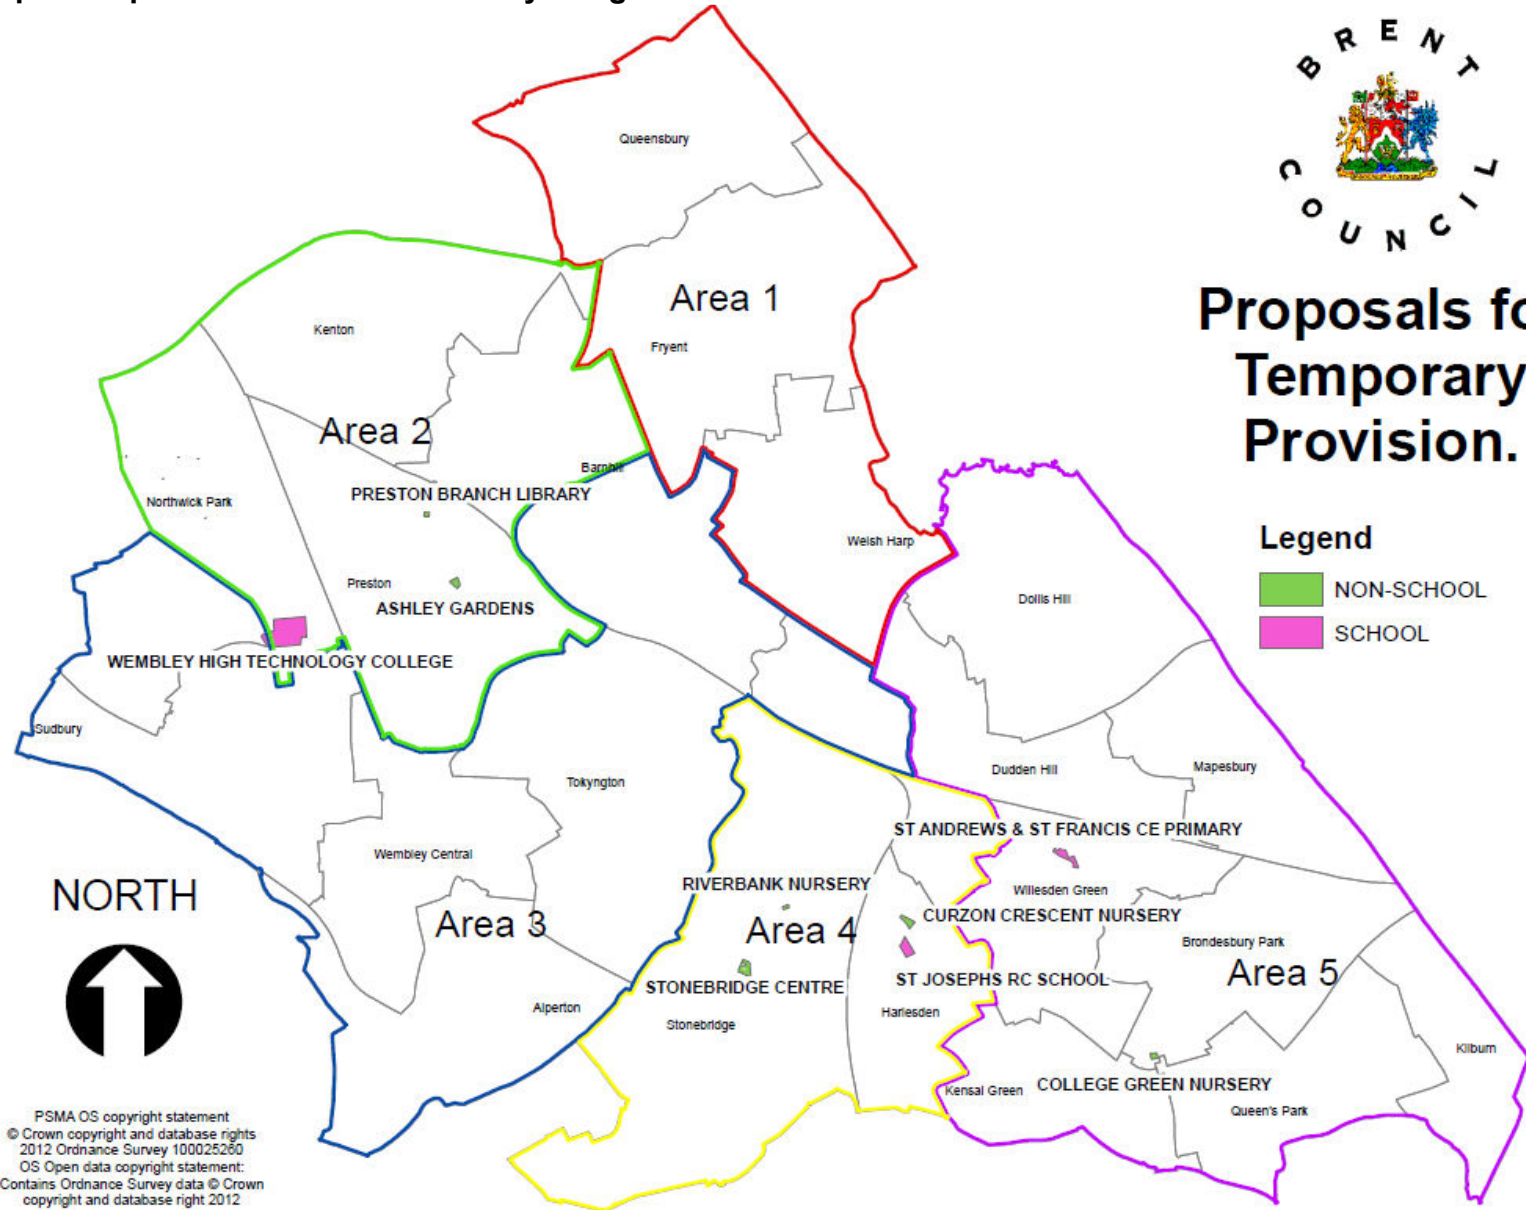 BRENT
COUNCIL
Proposals fo
Temporary
Provision.
Legend
NON-SCHOOL
SCHOOL
Queensbury
Area 1
Kenton
Fryent
Area 2
Barnhill
PRESTON BRANCH LIBRARY
Northwick Park
Welsh Harp
Preston
ASHLEY GARDENS
Dollis Hill
WEMBLEY HIGH TECHNOLOGY COLLEGE
Sudbury
Tokyngton
Dudden Hill
Mapesbury
ST ANDREWS & ST FRANCIS CE PRIMARY
Wembley Central
RIVERBANK NURSERY
Willesden Green
NORTH
Area 3
Area 4
CURZON CRESCENT NURSERY
Brondesbury Park
Area 5
STONEBRIDGE CENTRE
ST JOSEPHS RC SCHOOL
Alperton
Stonebridge
Harlesden
Kilburn
Kensal Green
COLLEGE GREEN NURSERY
Queen's Park
PSMA OS copyright statement
© Crown copyright and database rights
2012 Ordnance Survey 100025260
OS Open data copyright statement:
Contains Ordnance Survey data © Crown
copyright and database right 2012